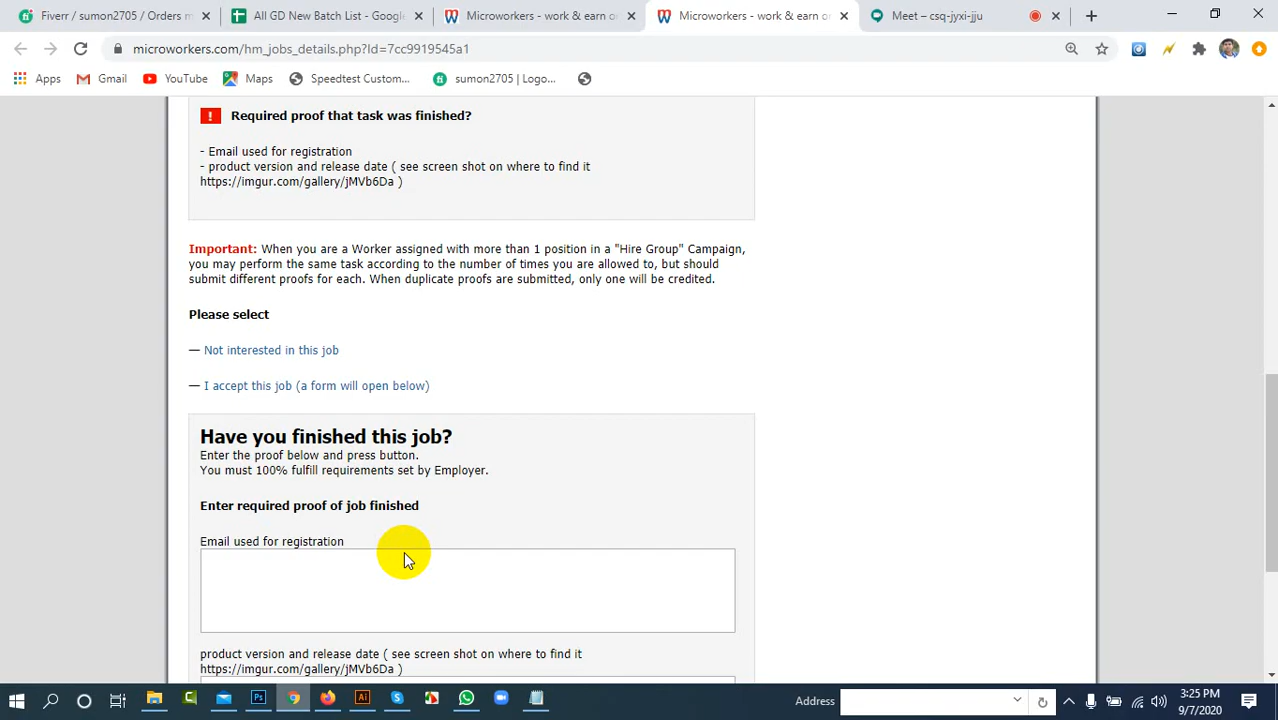 Fiverr / sumon2705 / Orders m
All GD New Batch List - Google
Microworkers - work & earn or
Microworkers - work & earn or
Meet – csq-jyxi-jju
microworkers.com/hm_jobs_details.php?Id=7cc9919545a1
Apps
Gmail
YouTube
Maps
Speedtest Custom...
sumon2705 | Logo...
! Required proof that task was finished?
- Email used for registration
- product version and release date ( see screen shot on where to find it
https://imgur.com/gallery/jMVb6Da )
Important: When you are a Worker assigned with more than 1 position in a "Hire Group" Campaign,
you may perform the same task according to the number of times you are allowed to, but should
submit different proofs for each. When duplicate proofs are submitted, only one will be credited.
Please select
— Not interested in this job
— I accept this job (a form will open below)
Have you finished this job?
Enter the proof below and press button.
You must 100% fulfill requirements set by Employer.
Enter required proof of job finished
Email used for registration
product version and release date ( see screen shot on where to find it
https://imgur.com/gallery/jMVb6Da )
Address
3:25 PM
9/7/2020